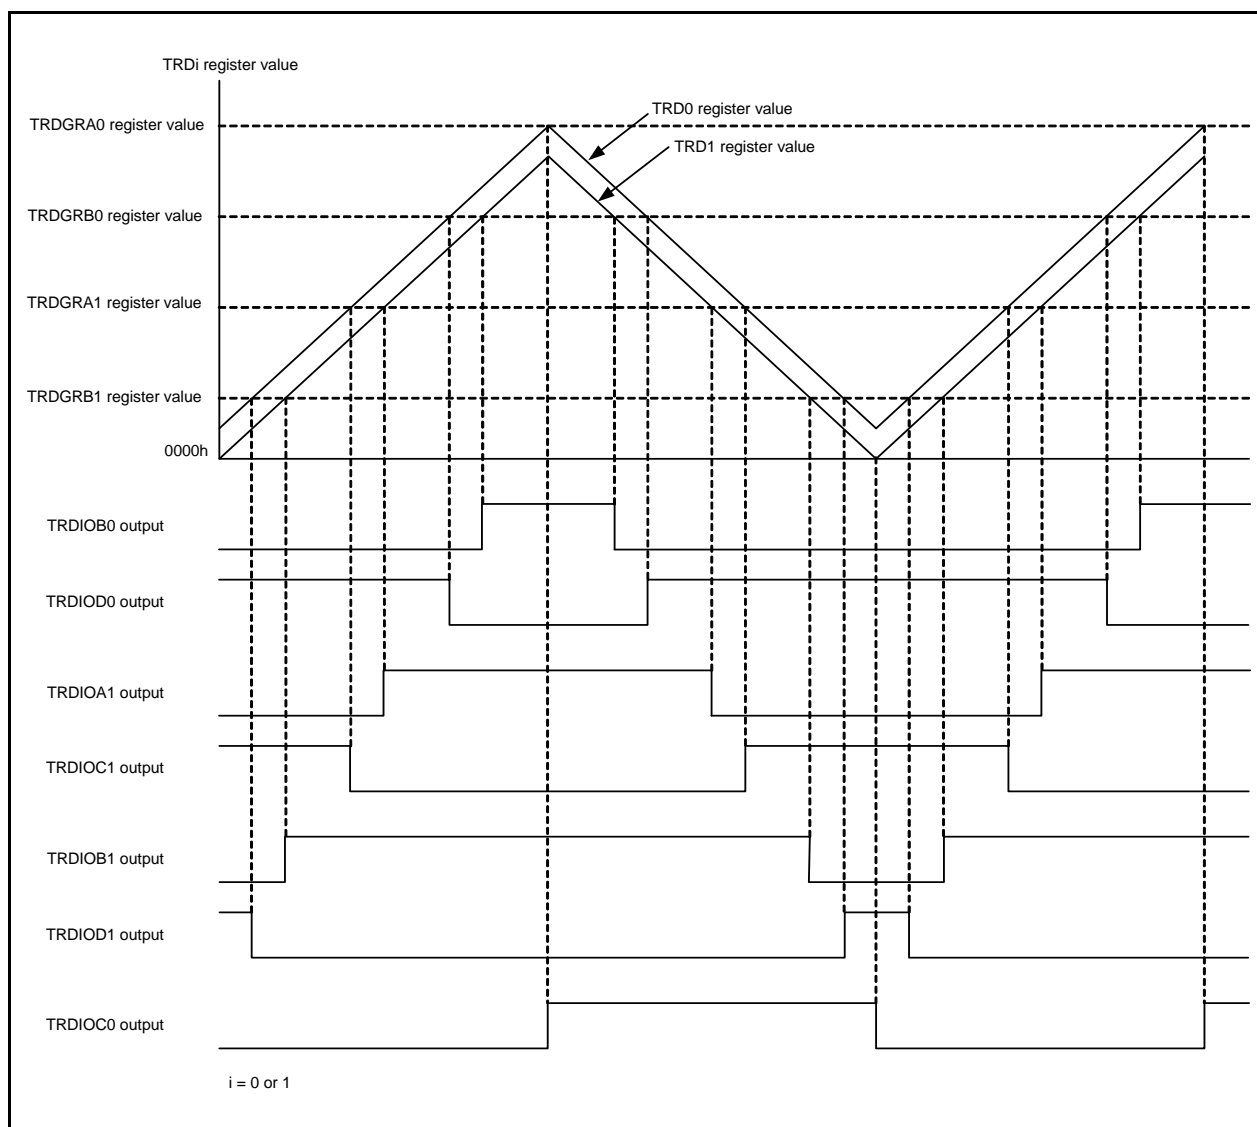 TRDi register value
TRD0 register value
TRDGRA0 register value
TRD1 register value
TRDGRB0 register value
TRDGRA1 register value
TRDGRB1 register value
0000h
TRDIOB0 output
TRDIOD0 output
TRDIOA1 output
TRDIOC1 output
TRDIOB1 output
TRDIOD1 output
TRDIOC0 output
i = 0 or 1